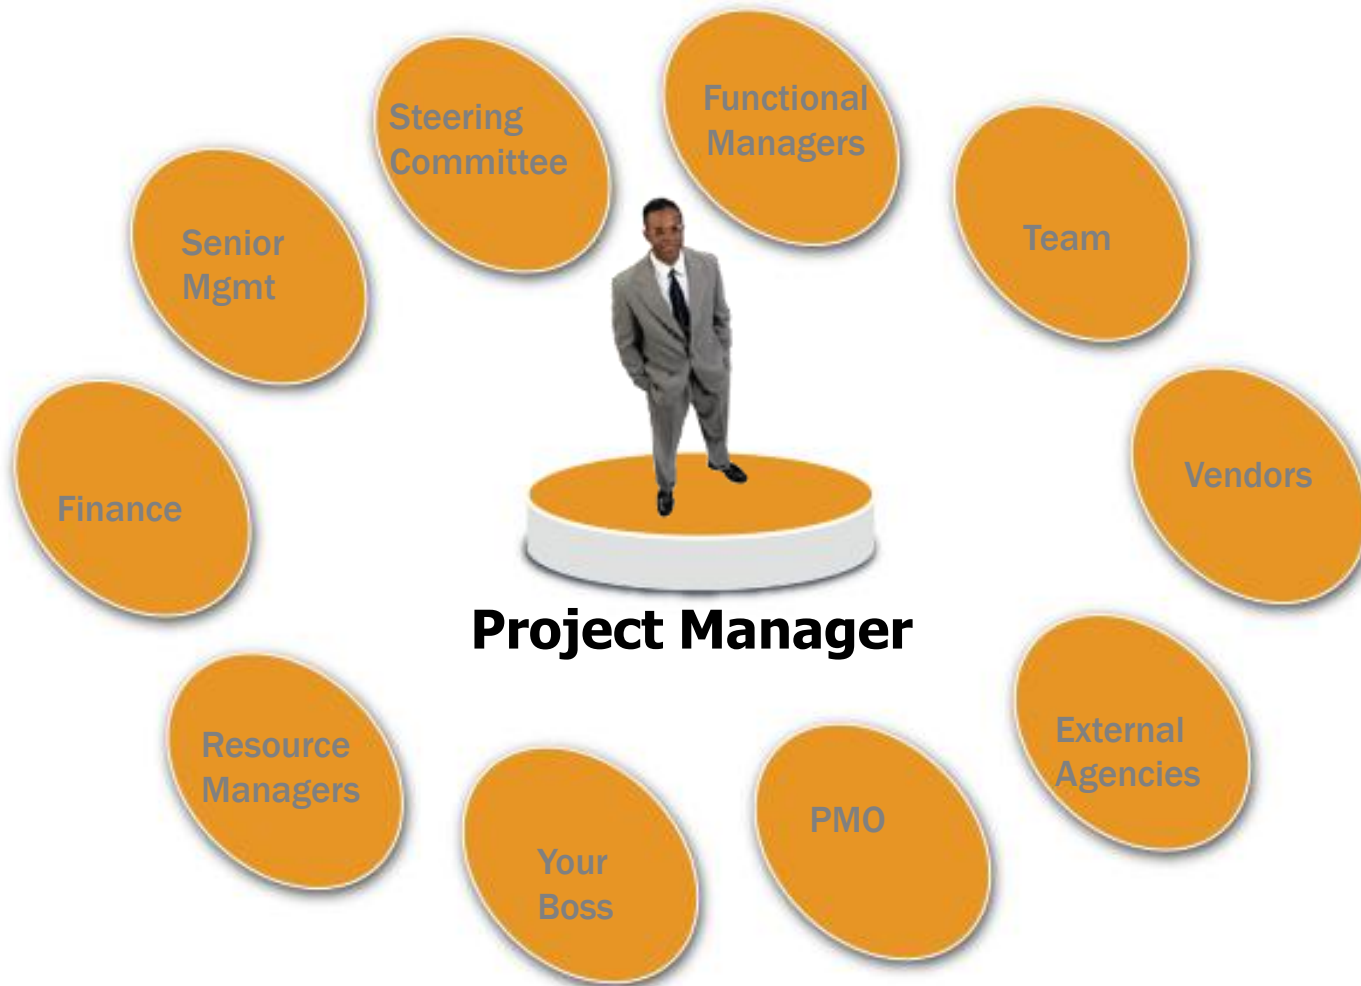 Functional
Managers
Steering
Committee
Team
Senior
Mgmt
Vendors
Finance
Project Manager
External
Agencies
Resource
Managers
PMO
Your
Boss